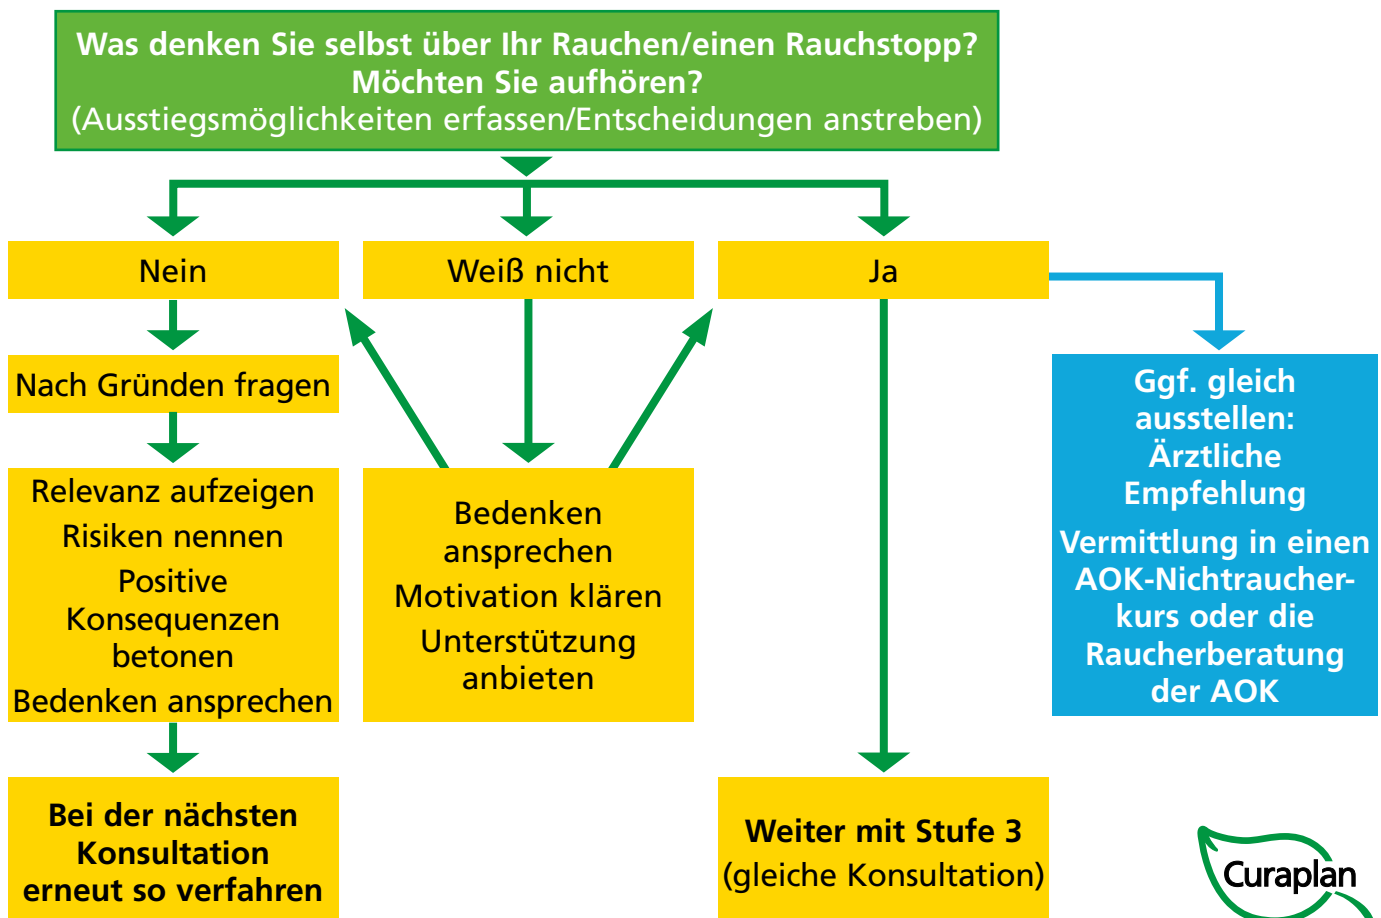 Was denken Sie selbst über Ihr Rauchen/einen Rauchstopp?
Möchten Sie aufhören?
(Ausstiegsmöglichkeiten erfassen/Entscheidungen anstreben)
Nein
Weiß nicht
Ja
Nach Gründen fragen
Relevanz aufzeigen
Risiken nennen
Positive
Konsequenzen
betonen
Bedenken ansprechen
Bei der nächsten
Konsultation
erneut so verfahren
Bedenken
ansprechen
Motivation klären
Unterstützung
anbieten
Weiter mit Stufe 3
(gleiche Konsultation)
Ggf. gleich
ausstellen:
Ärztliche
Empfehlung
Vermittlung in einen
AOK-Nichtraucher-
kurs oder die
Raucherberatung
der AOK
Curaplan